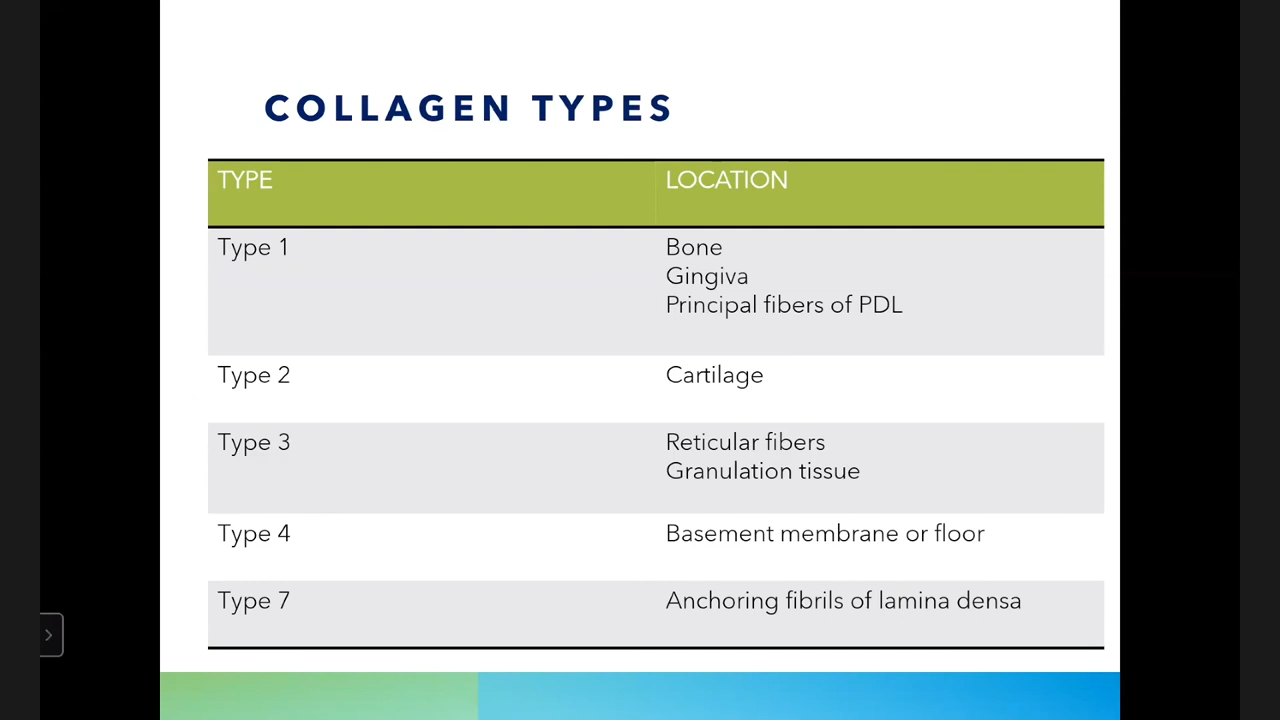 COLLAGEN TYPES
TYPE LOCATION
Type 1 Bone
Gingiva
Principal fibers of PDL
Type 2 Cartilage
Type 3 Reticular fibers
Granulation tissue
Type 4 Basement membrane or floor
Type 7 Anchoring fibrils of lamina densa